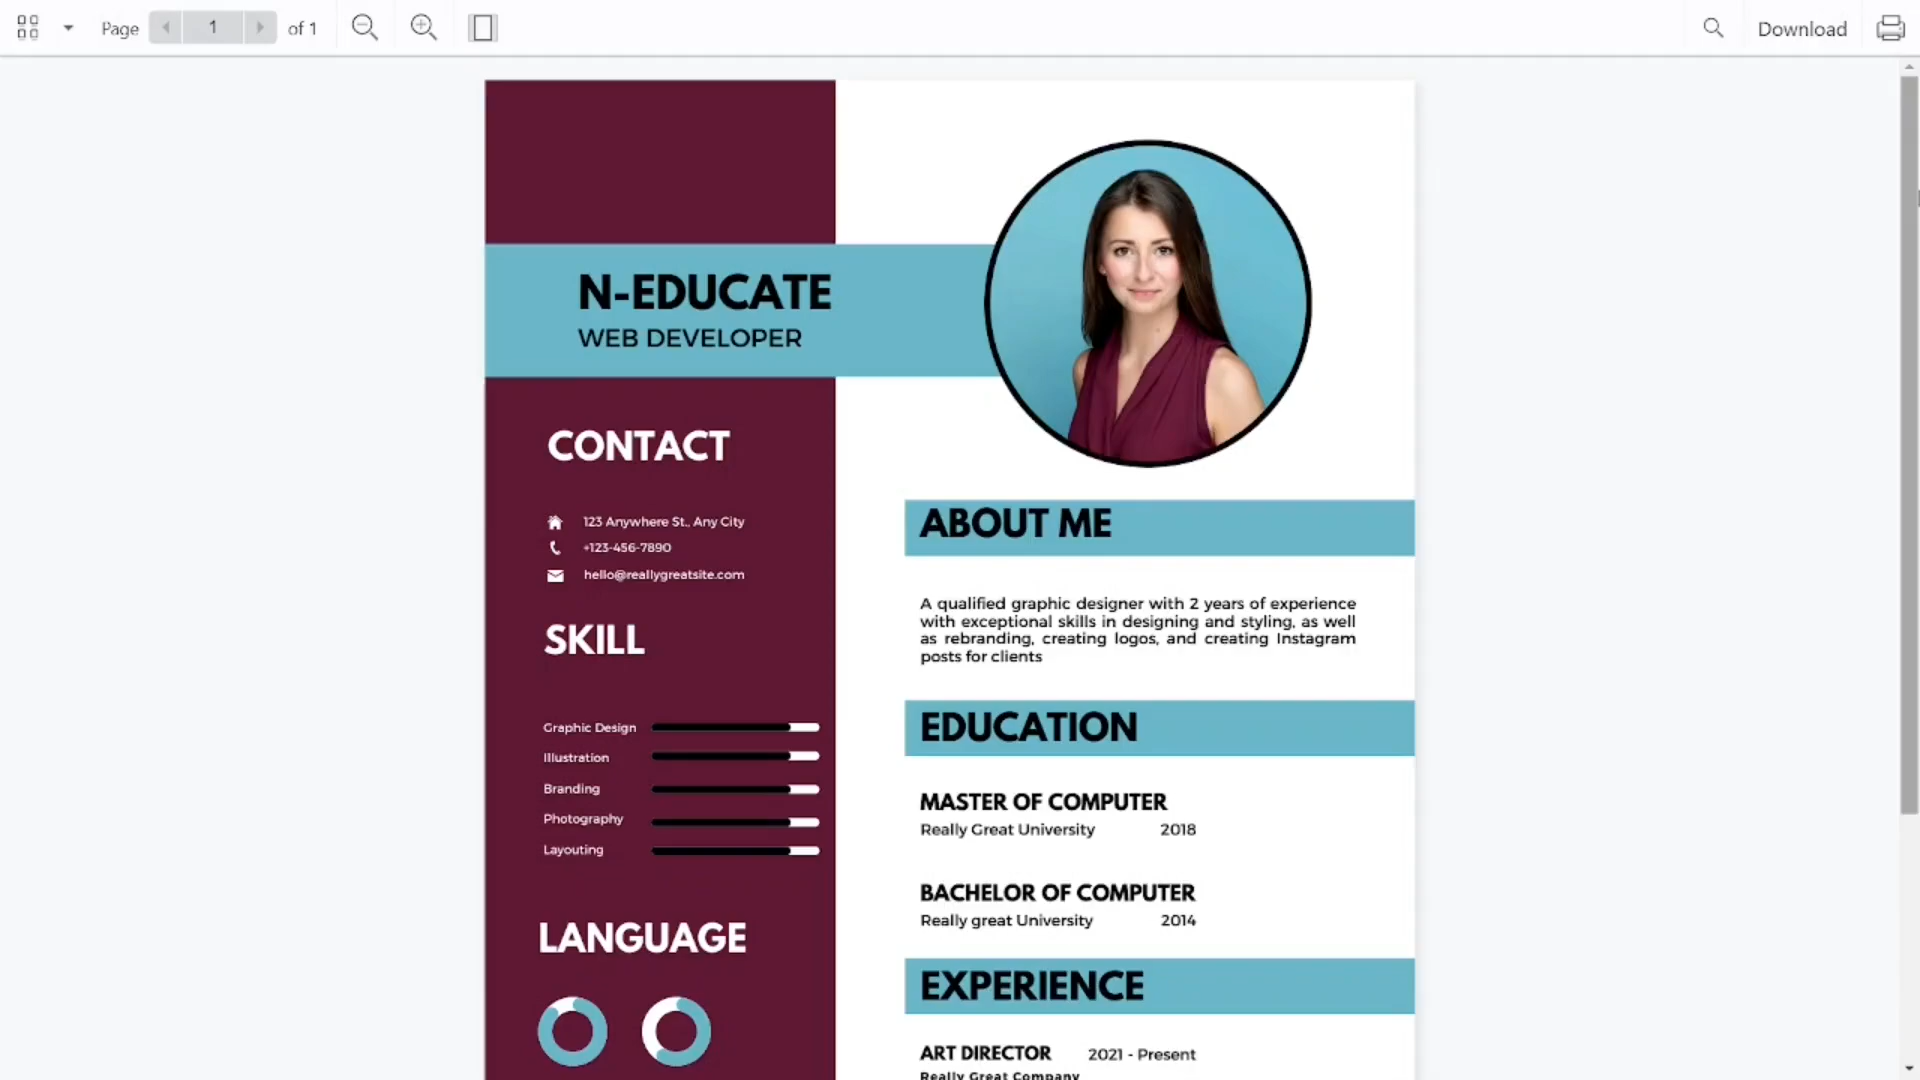 Page 1 of 1
Download
N-EDUCATE
WEB DEVELOPER
CONTACT
123 Anywhere St., Any City
+123-456-7890
hello@reallygreatsite.com
SKILL
Graphic Design
Illustration
Branding
Photography
Layouting
LANGUAGE
ABOUT ME
A qualified graphic designer with 2 years of experience
with exceptional skills in designing and styling, as well
as rebranding, creating logos, and creating Instagram
posts for clients
EDUCATION
MASTER OF COMPUTER
Really Great University 2018
BACHELOR OF COMPUTER
Really great University 2014
EXPERIENCE
ART DIRECTOR 2021 - Present
Really Great Company